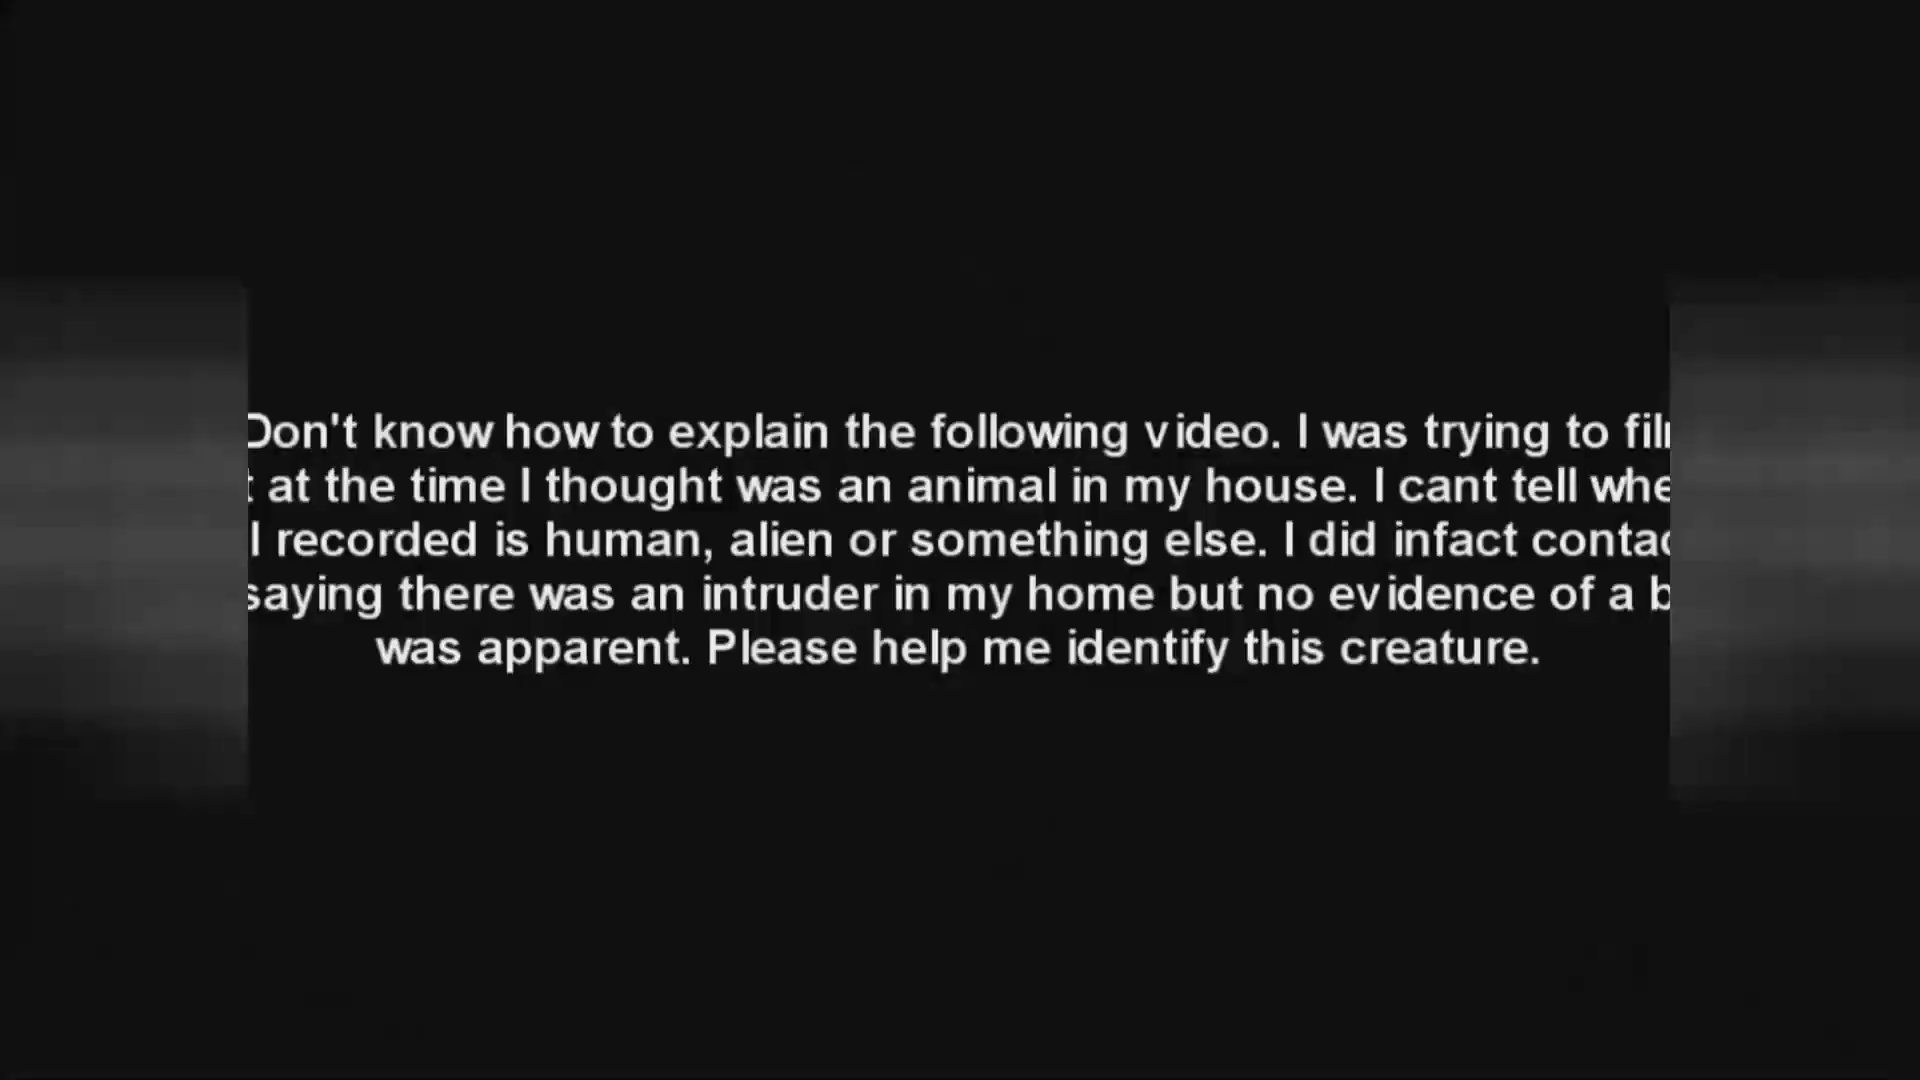 Don't know how to explain the following video. I was trying to
at the time I thought was an animal in my house. I cant tell
I recorded is human, alien or something else. I did infact
saying there was an intruder in my home but no evidence of a
was apparent. Please help me identify this creature.